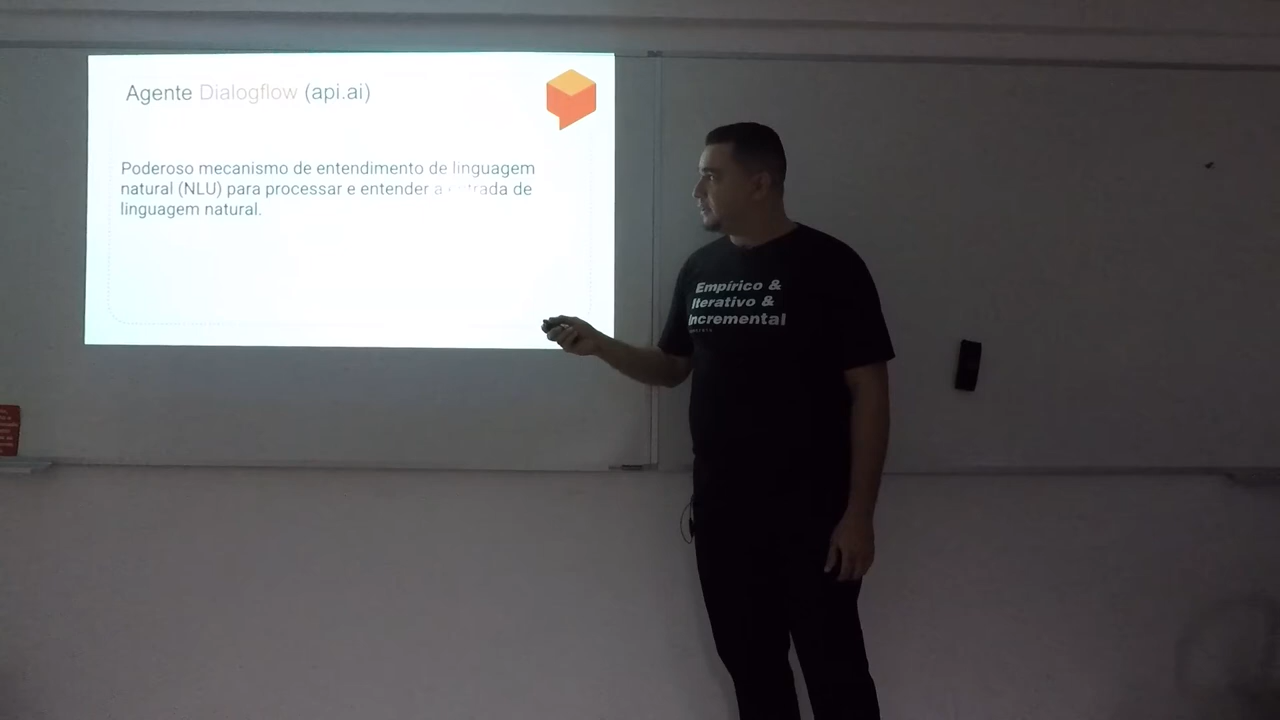 Agente Dialogflow (api.ai)
Poderoso mecanismo de entendimento de linguagem
natural (NLU) para processar e entender a entrada de
linguagem natural.
Empírico &
Iterativo &
Incremental